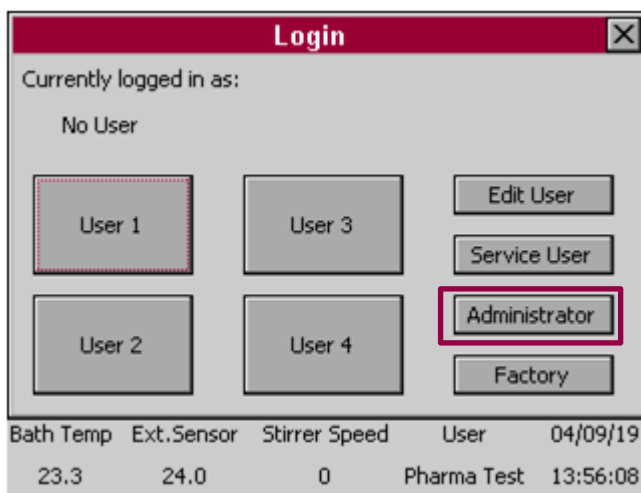 Login
Currently logged in as:
No User
User 1
User 3
Edit User
Service User
User 2
User 4
Administrator
Factory
Bath Temp Ext.Sensor Stirrer Speed User 04/09/19
23.3 24.0 0 Pharma Test 13:56:08